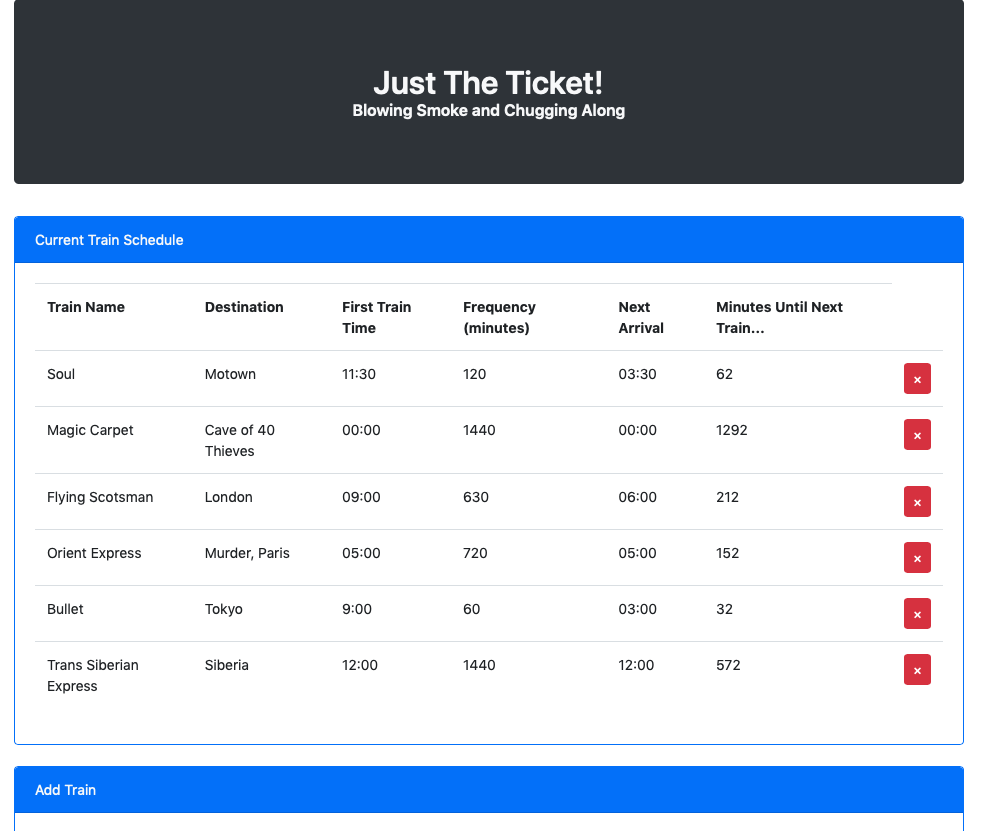 Just The Ticket!
Blowing Smoke and Chugging Along
Current Train Schedule
Train Name Destination First Train Time Frequency (minutes) Next Arrival Minutes Until Next Train...
Soul Motown 11:30 120 03:30 62 ×
Magic Carpet Cave of 40 Thieves 00:00 1440 00:00 1292 ×
Flying Scotsman London 09:00 630 06:00 212 ×
Orient Express Murder, Paris 05:00 720 05:00 152 ×
Bullet Tokyo 9:00 60 03:00 32 ×
Trans Siberian Express Siberia 12:00 1440 12:00 572 ×
Add Train